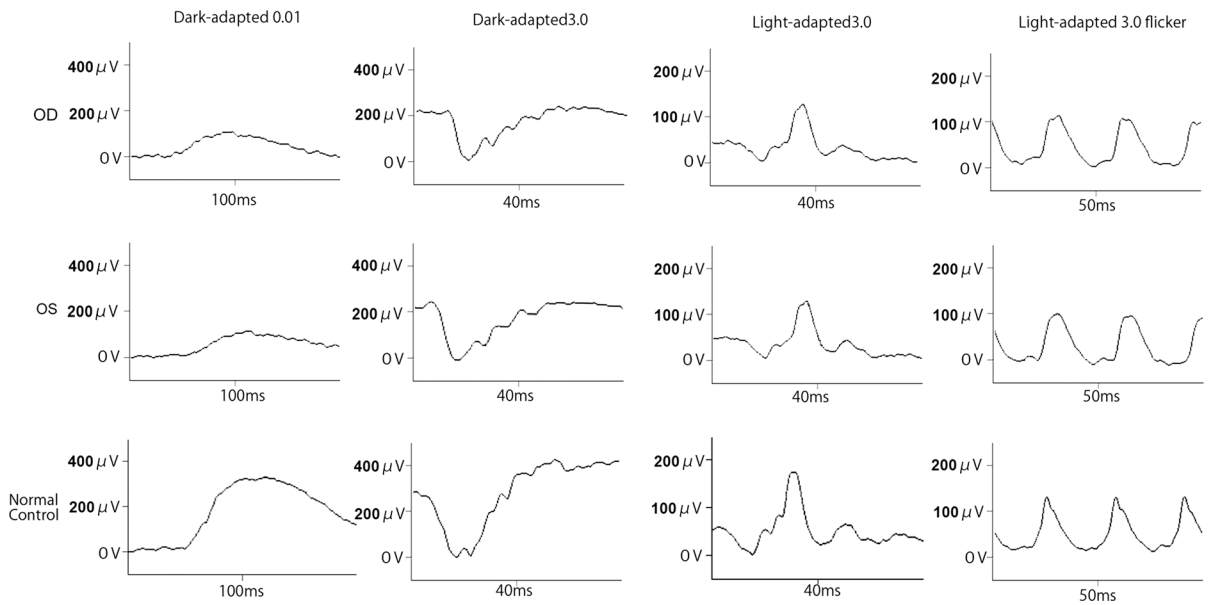 Dark-adapted 0.01
Dark-adapted3.0
Light-adapted3.0
Light-adapted 3.0 flicker
OD
400 μV
200 μV
0 V
100ms
400 μV
200 μV
0 V
40ms
200 μV
100 μV
0 V
40ms
200 μV
100 μV
0 V
50ms
OS
400 μV
200 μV
0 V
100ms
400 μV
200 μV
0 V
40ms
200 μV
100 μV
0 V
40ms
200 μV
100 μV
0 V
50ms
Normal
Control
400 μV
200 μV
0 V
100ms
400 μV
200 μV
0 V
40ms
200 μV
100 μV
0 V
40ms
200 μV
100 μV
0 V
50ms